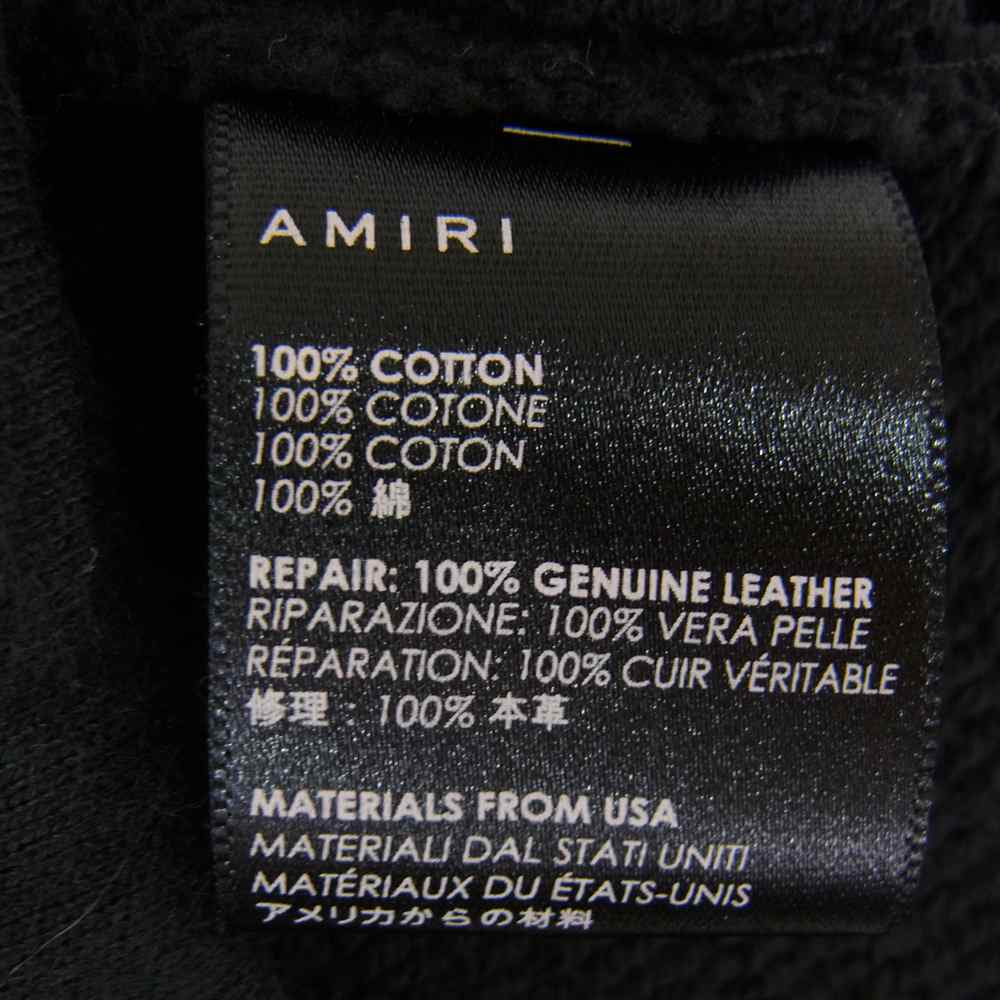 AMIRI
100% COTTON
100% COTONE
100% COTON
100% 綿
REPAIR: 100% GENUINE LEATHER
RIPARAZIONE: 100% VERA PELLE
RÉPARATION: 100% CUIR VÉRITABLE
修理 : 100% 本革
MATERIALS FROM USA
MATERIALI DAL STATI UNITI
MATÉRIAUX DU ÉTATS-UNIS
アメリカからの材料